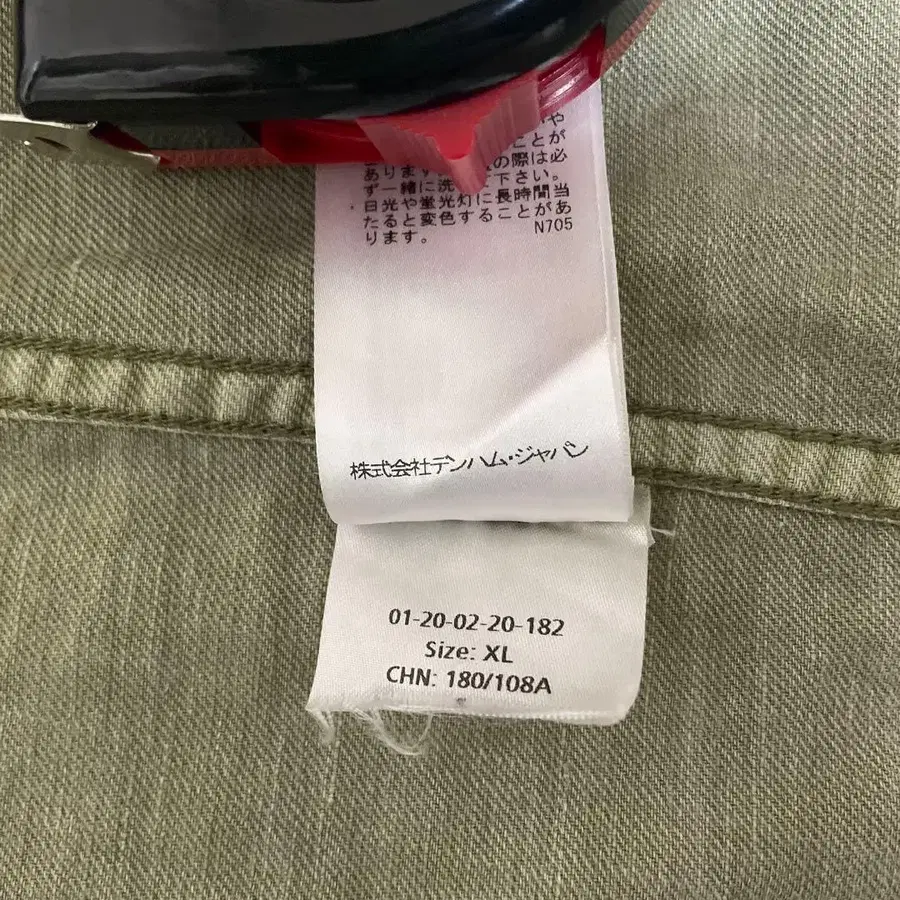 や
ことが
あります
の際は必
ず一緒に洗
下さい。
日光や蛍光灯に長時間当
たると変色することがあ
ります。 N705
株式会社デンハム・ジャパン
01-20-02-20-182
Size: XL
CHN: 180/108A